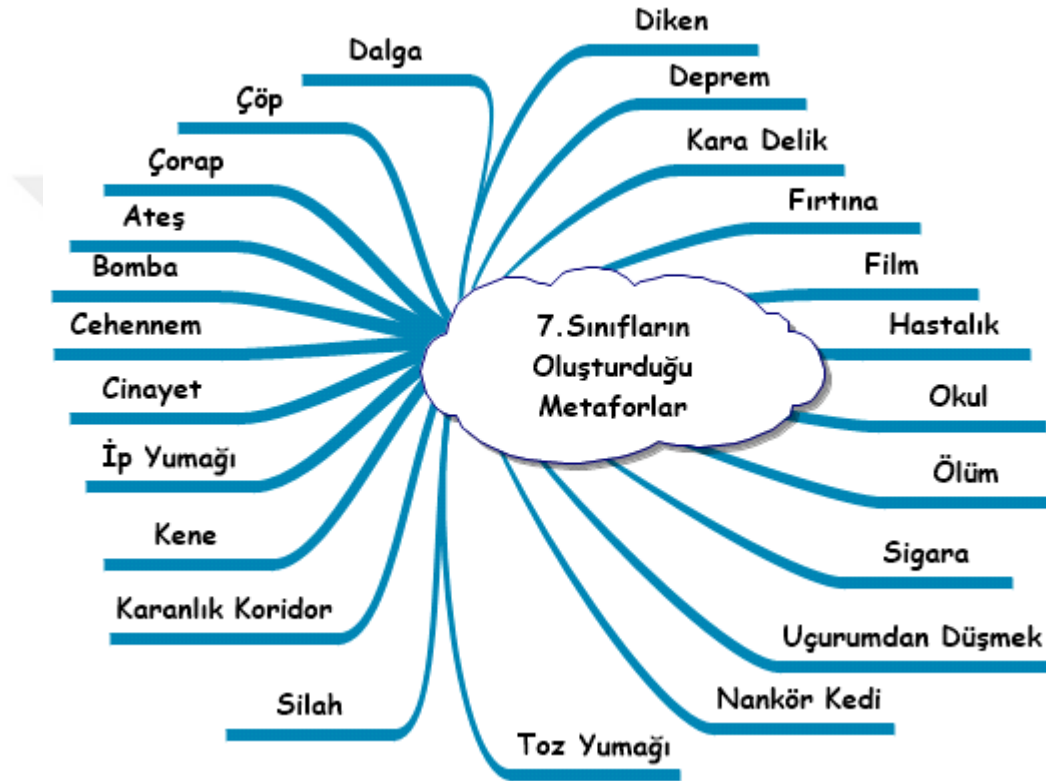 Diken
Dalga
Deprem
Çöp
Kara Delik
Çorap
Fırtına
Ateş
Film
Bomba
Hastalık
Cehennem
7.Sınıfların
Oluşturduğu
Metaforlar
Cinayet
Okul
İp Yumağı
Ölüm
Kene
Sigara
Karanlık Koridor
Uçurumdan Düşmek
Silah
Nankör Kedi
Toz Yumağı